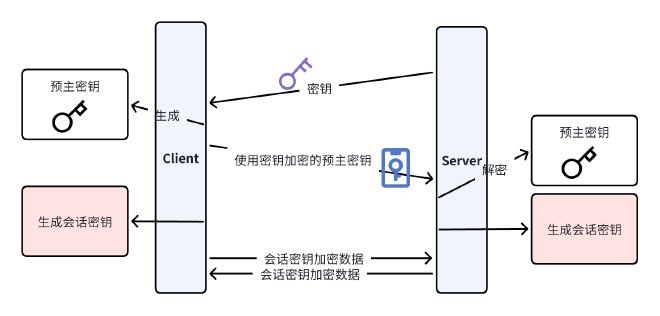 预主密钥
生成
密钥
Client
使用密钥加密的预主密钥
Server
解密
预主密钥
生成会话密钥
生成会话密钥
会话密钥加密数据
会话密钥加密数据